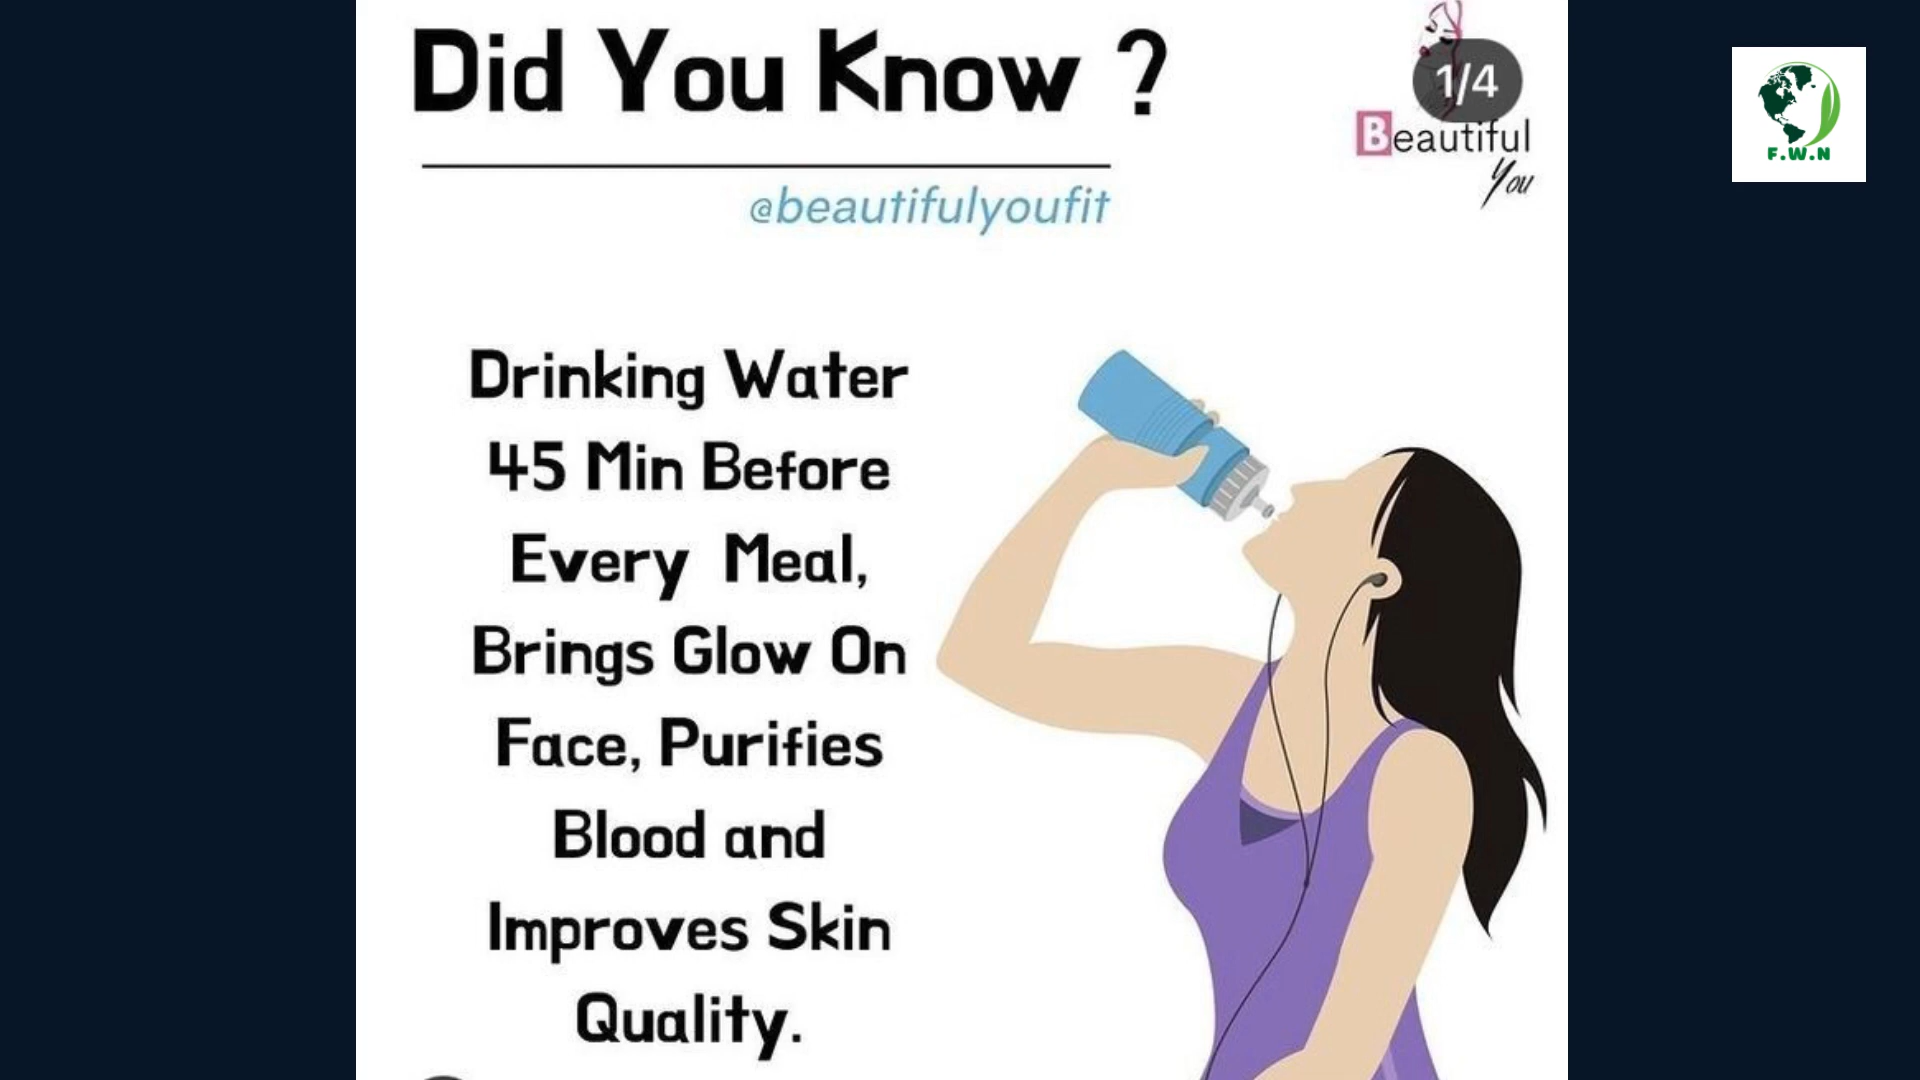 Did You Know ?
1/4
Beautiful
You
F.W.N
@beautifulyoufit
Drinking Water
45 Min Before
Every Meal,
Brings Glow On
Face, Purifies
Blood and
Improves Skin
Quality.